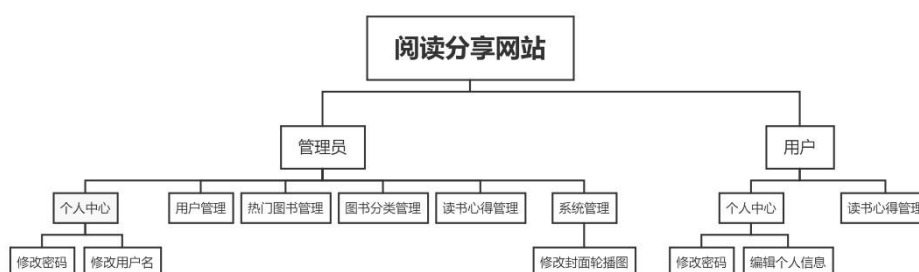 阅读分享网站
管理员
用户
个人中心
用户管理
热门图书管理
图书分类管理
读书心得管理
系统管理
个人中心
读书心得管理
修改密码
修改用户名
修改封面轮播图
修改密码
编辑个人信息